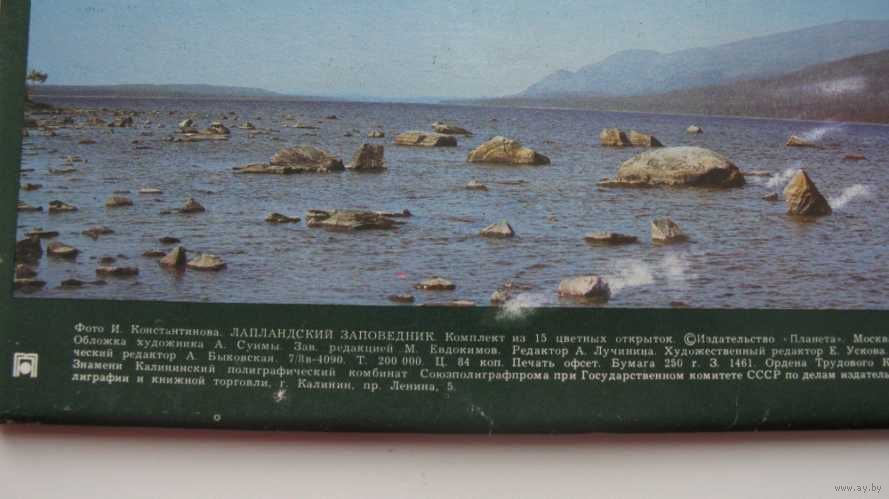 Фото И. Константинова. ЛАПЛАНДСКИЙ ЗАПОВЕДНИК. Комплект из 15 цветных открыток. ©Издательство «Планета». Москва
Обложка художника А. Суимы. Зав. редакцией М. Евдокимов. Редактор А. Лучинина. Художественный редактор Е. Ускова.
ческий редактор А. Быковская. 7/8в-4090. Т. 200 000. Ц. 84 коп. Печать офсет. Бумага 250 г. З. 1461. Ордена Трудового К
Знамени Калининский полиграфический комбинат Союзполиграфпрома при Государственном комитете СССР по делам издатель
лиграфии и книжной торговли, г. Калинин, пр. Ленина, 5.
www.ay.by